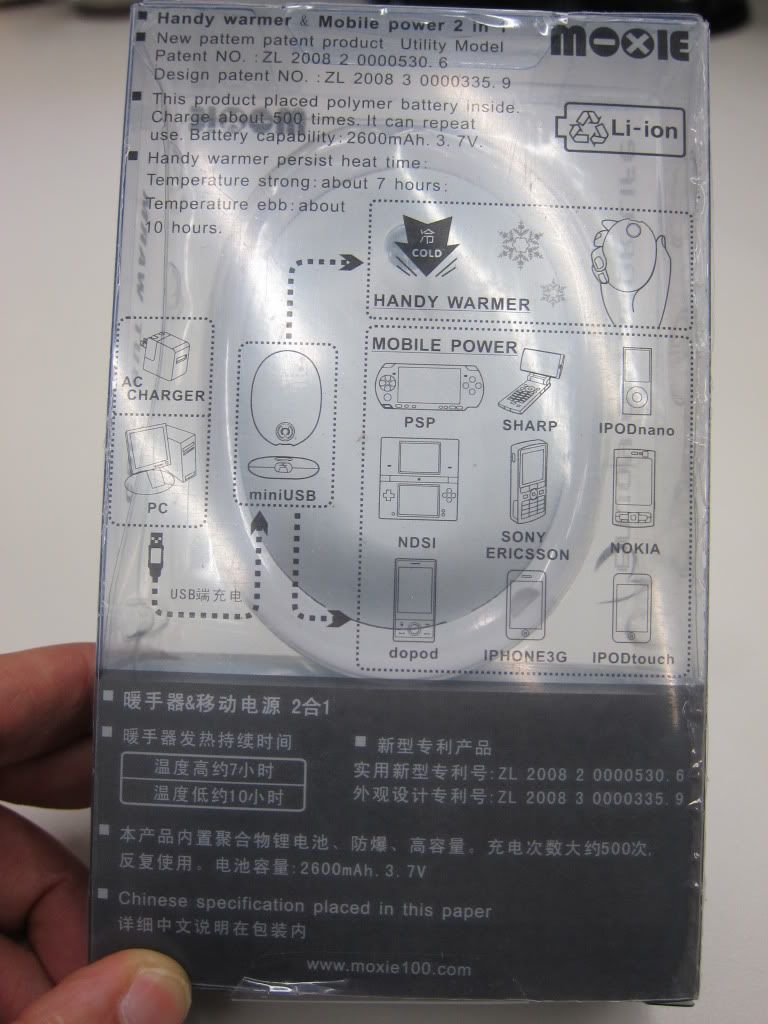 Handy warmer & Mobile power 2 in 1
MOXIE
New pattem patent product Utility Model
Patent NO. :ZL 2008 2 0000530. 6
Design patent NO. :ZL 2008 3 0000335. 9
This product placed polymer battery inside.
Charge about 500 times. It can repeat
use. Battery capability: 2600mAh. 3. 7V.
Li-ion
Handy warmer persist heat time:
Temperature strong: about 7 hours;
Temperature ebb: about
10 hours.
冷
COLD
HANDY WARMER
MOBILE POWER
AC
CHARGER
PC
miniUSB
USB端充电
PSP
SHARP
IPODnano
NDSI
SONY
ERICSSON
NOKIA
dopod
IPHONE3G
IPODtouch
暖手器&移动电源 2合1
暖手器发热持续时间
温度高约7小时
温度低约10小时
新型专利产品
实用新型专利号:ZL 2008 2 0000530. 6
外观设计专利号:ZL 2008 3 0000335. 9
本产品内置聚合物锂电池、防爆、高容量。充电次数大约500次,
反复使用。电池容量:2600mAh. 3. 7V
Chinese specification placed in this paper
详细中文说明在包装内
www.moxie100.com